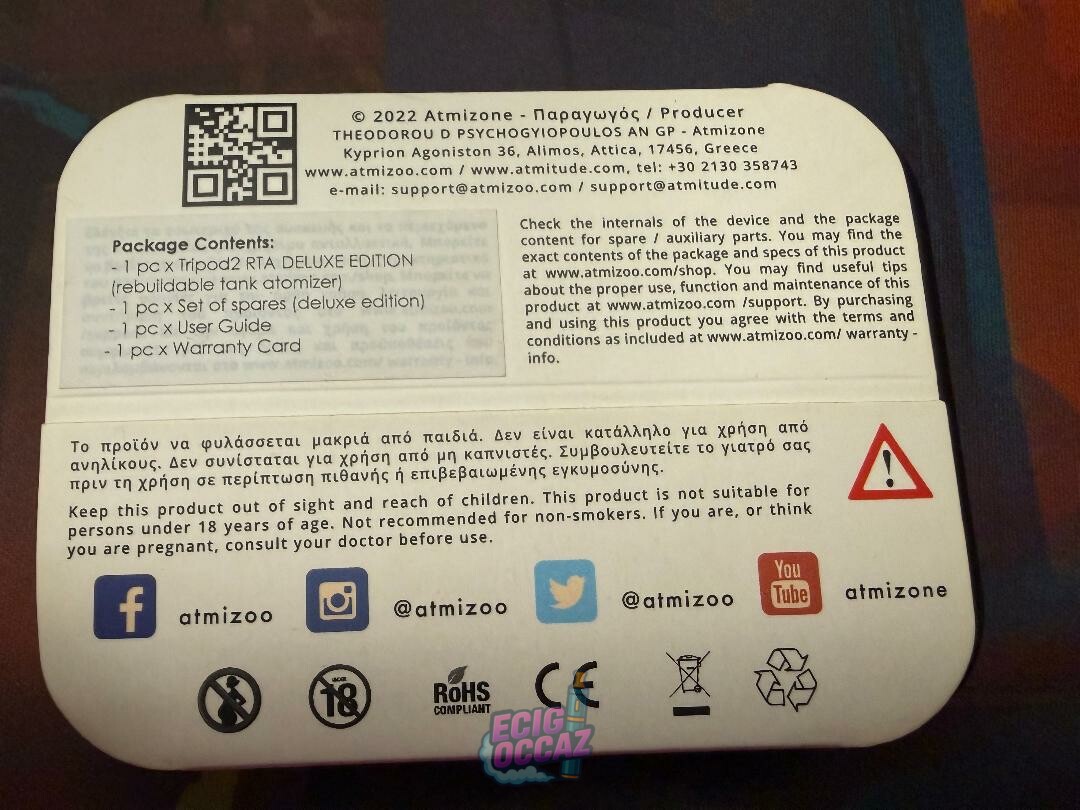 © 2022 Atmizone - Παραγωγός / Producer
THEODOROU D PSYCHOGYIOPOULOS AN GP - Atmizone
Kyprion Agoniston 36, Alimos, Attica, 17456, Greece
www.atmizoo.com / www.atmitude.com, tel: +30 2130 358743
e-mail: support@atmizoo.com / support@atmitude.com
Package Contents:
- 1 pc x Tripod2 RTA DELUXE EDITION
(rebuildable tank atomizer)
- 1 pc x Set of spares (deluxe edition)
- 1 pc x User Guide
- 1 pc x Warranty Card
Check the internals of the device and the package
content for spare / auxiliary parts. You may find the
exact contents of the package and specs of this product
at www.atmizoo.com/shop. You may find useful tips
about the proper use, function and maintenance of this
product at www.atmizoo.com /support. By purchasing
and using this product you agree with the terms and
conditions as included at www.atmizoo.com/ warranty -
info.
Το προϊόν να φυλάσσεται μακριά από παιδιά. Δεν είναι κατάλληλο για χρήση από
ανηλίκους. Δεν συνίσταται για χρήση από μη καπνιστές. Συμβουλευτείτε το γιατρό σας
πριν τη χρήση σε περίπτωση πιθανής ή επιβεβαιωμένης εγκυμοσύνης.
Keep this product out of sight and reach of children. This product is not suitable for
persons under 18 years of age. Not recommended for non-smokers. If you are, or think
you are pregnant, consult your doctor before use.
f atmizoo @atmizoo @atmizoo You
Tube atmizone
UNDER
18
RoHS
COMPLIANT
CE
ECIG
OCCAZ